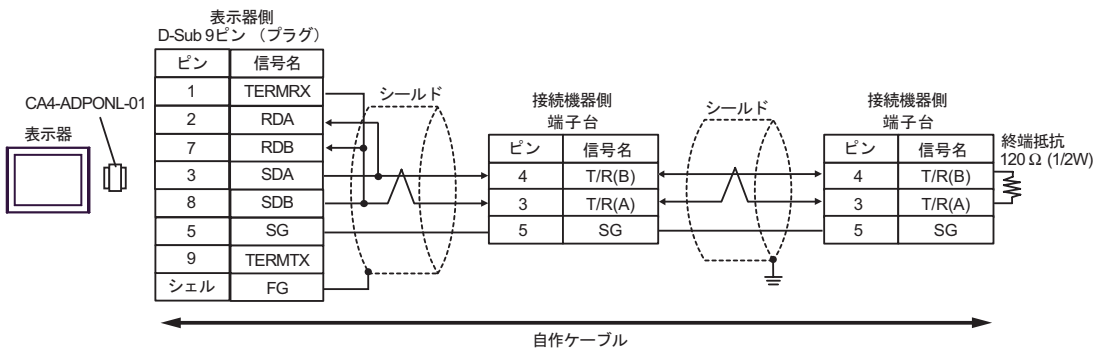 表示器側
D-Sub 9ピン （プラグ）
ピン 信号名
1 TERMRX
2 RDA
7 RDB
3 SDA
8 SDB
5 SG
9 TERMTX
シェル FG
CA4-ADPONL-01
表示器
シールド
接続機器側
端子台
ピン 信号名
4 T/R(B)
3 T/R(A)
5 SG
シールド
接続機器側
端子台
ピン 信号名
4 T/R(B)
3 T/R(A)
5 SG
終端抵抗
120 Ω (1/2W)
自作ケーブル